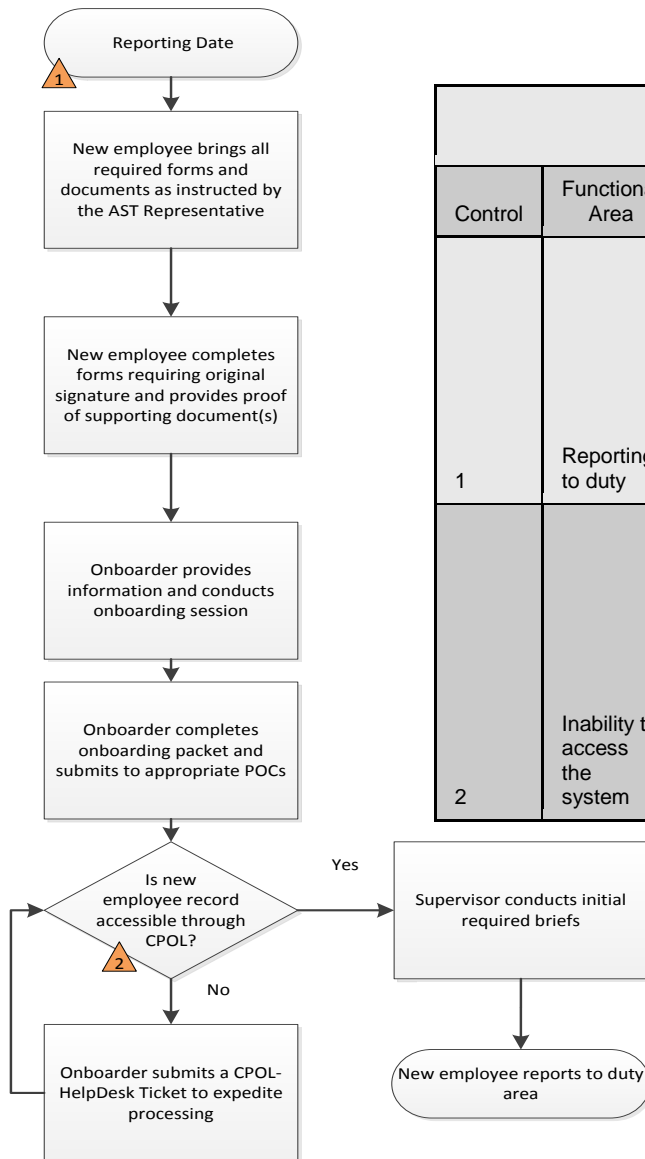 Reporting Date
1
New employee brings all
required forms and
documents as instructed by
the AST Representative
New employee completes
forms requiring original
signature and provides proof
of supporting document(s)
Onboarder provides
information and conducts
onboarding session
Onboarder completes
onboarding packet and
submits to appropriate POCs
Is new
employee record
accessible through
CPOL?
2
Yes
No
Onboarder submits a CPOL-
HelpDesk Ticket to expedite
processing
Supervisor conducts initial
required briefs
New employee reports to duty
area
Control
Area
1
to duty
2
access
the
system